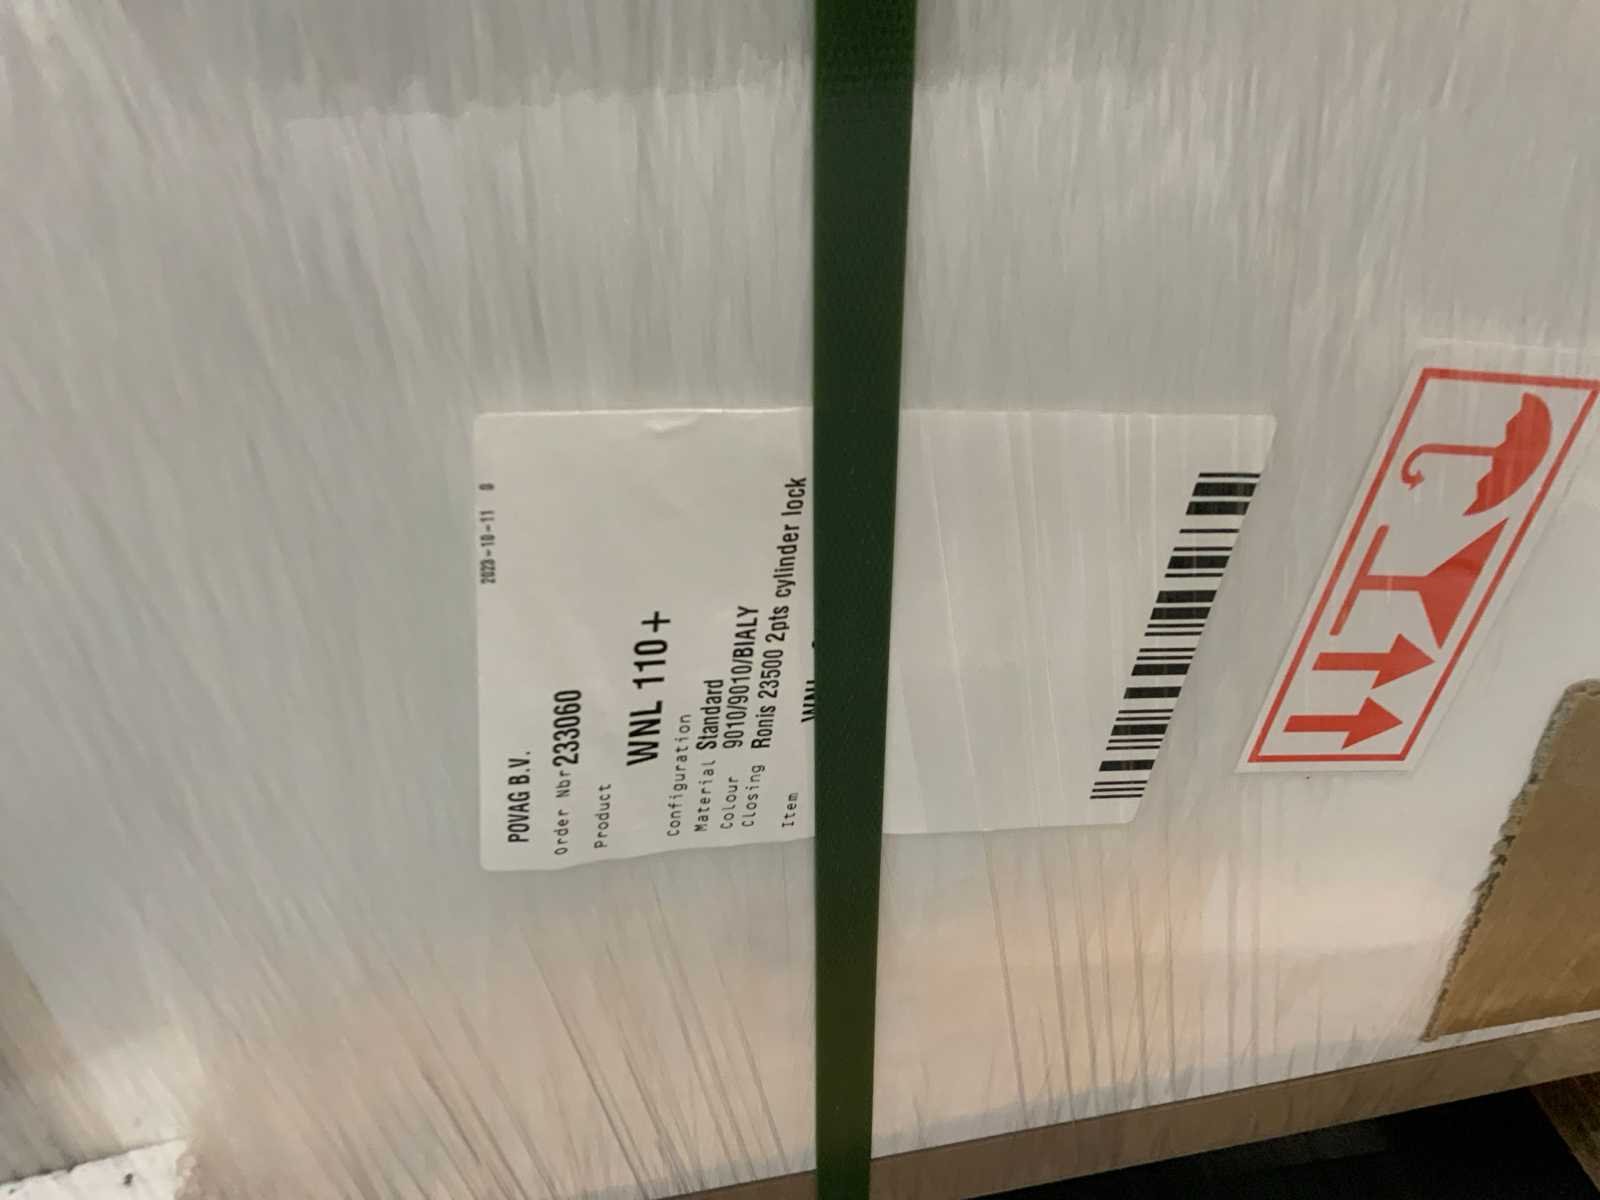 2023-10-11 0
POVAG B.V.
Order Nbr 233060
Product
WNL 110+
Configuration
Material Standard
Colour 9010/9010/BIALY
Closing Ronis 23500 2pts cylinder lock
Item